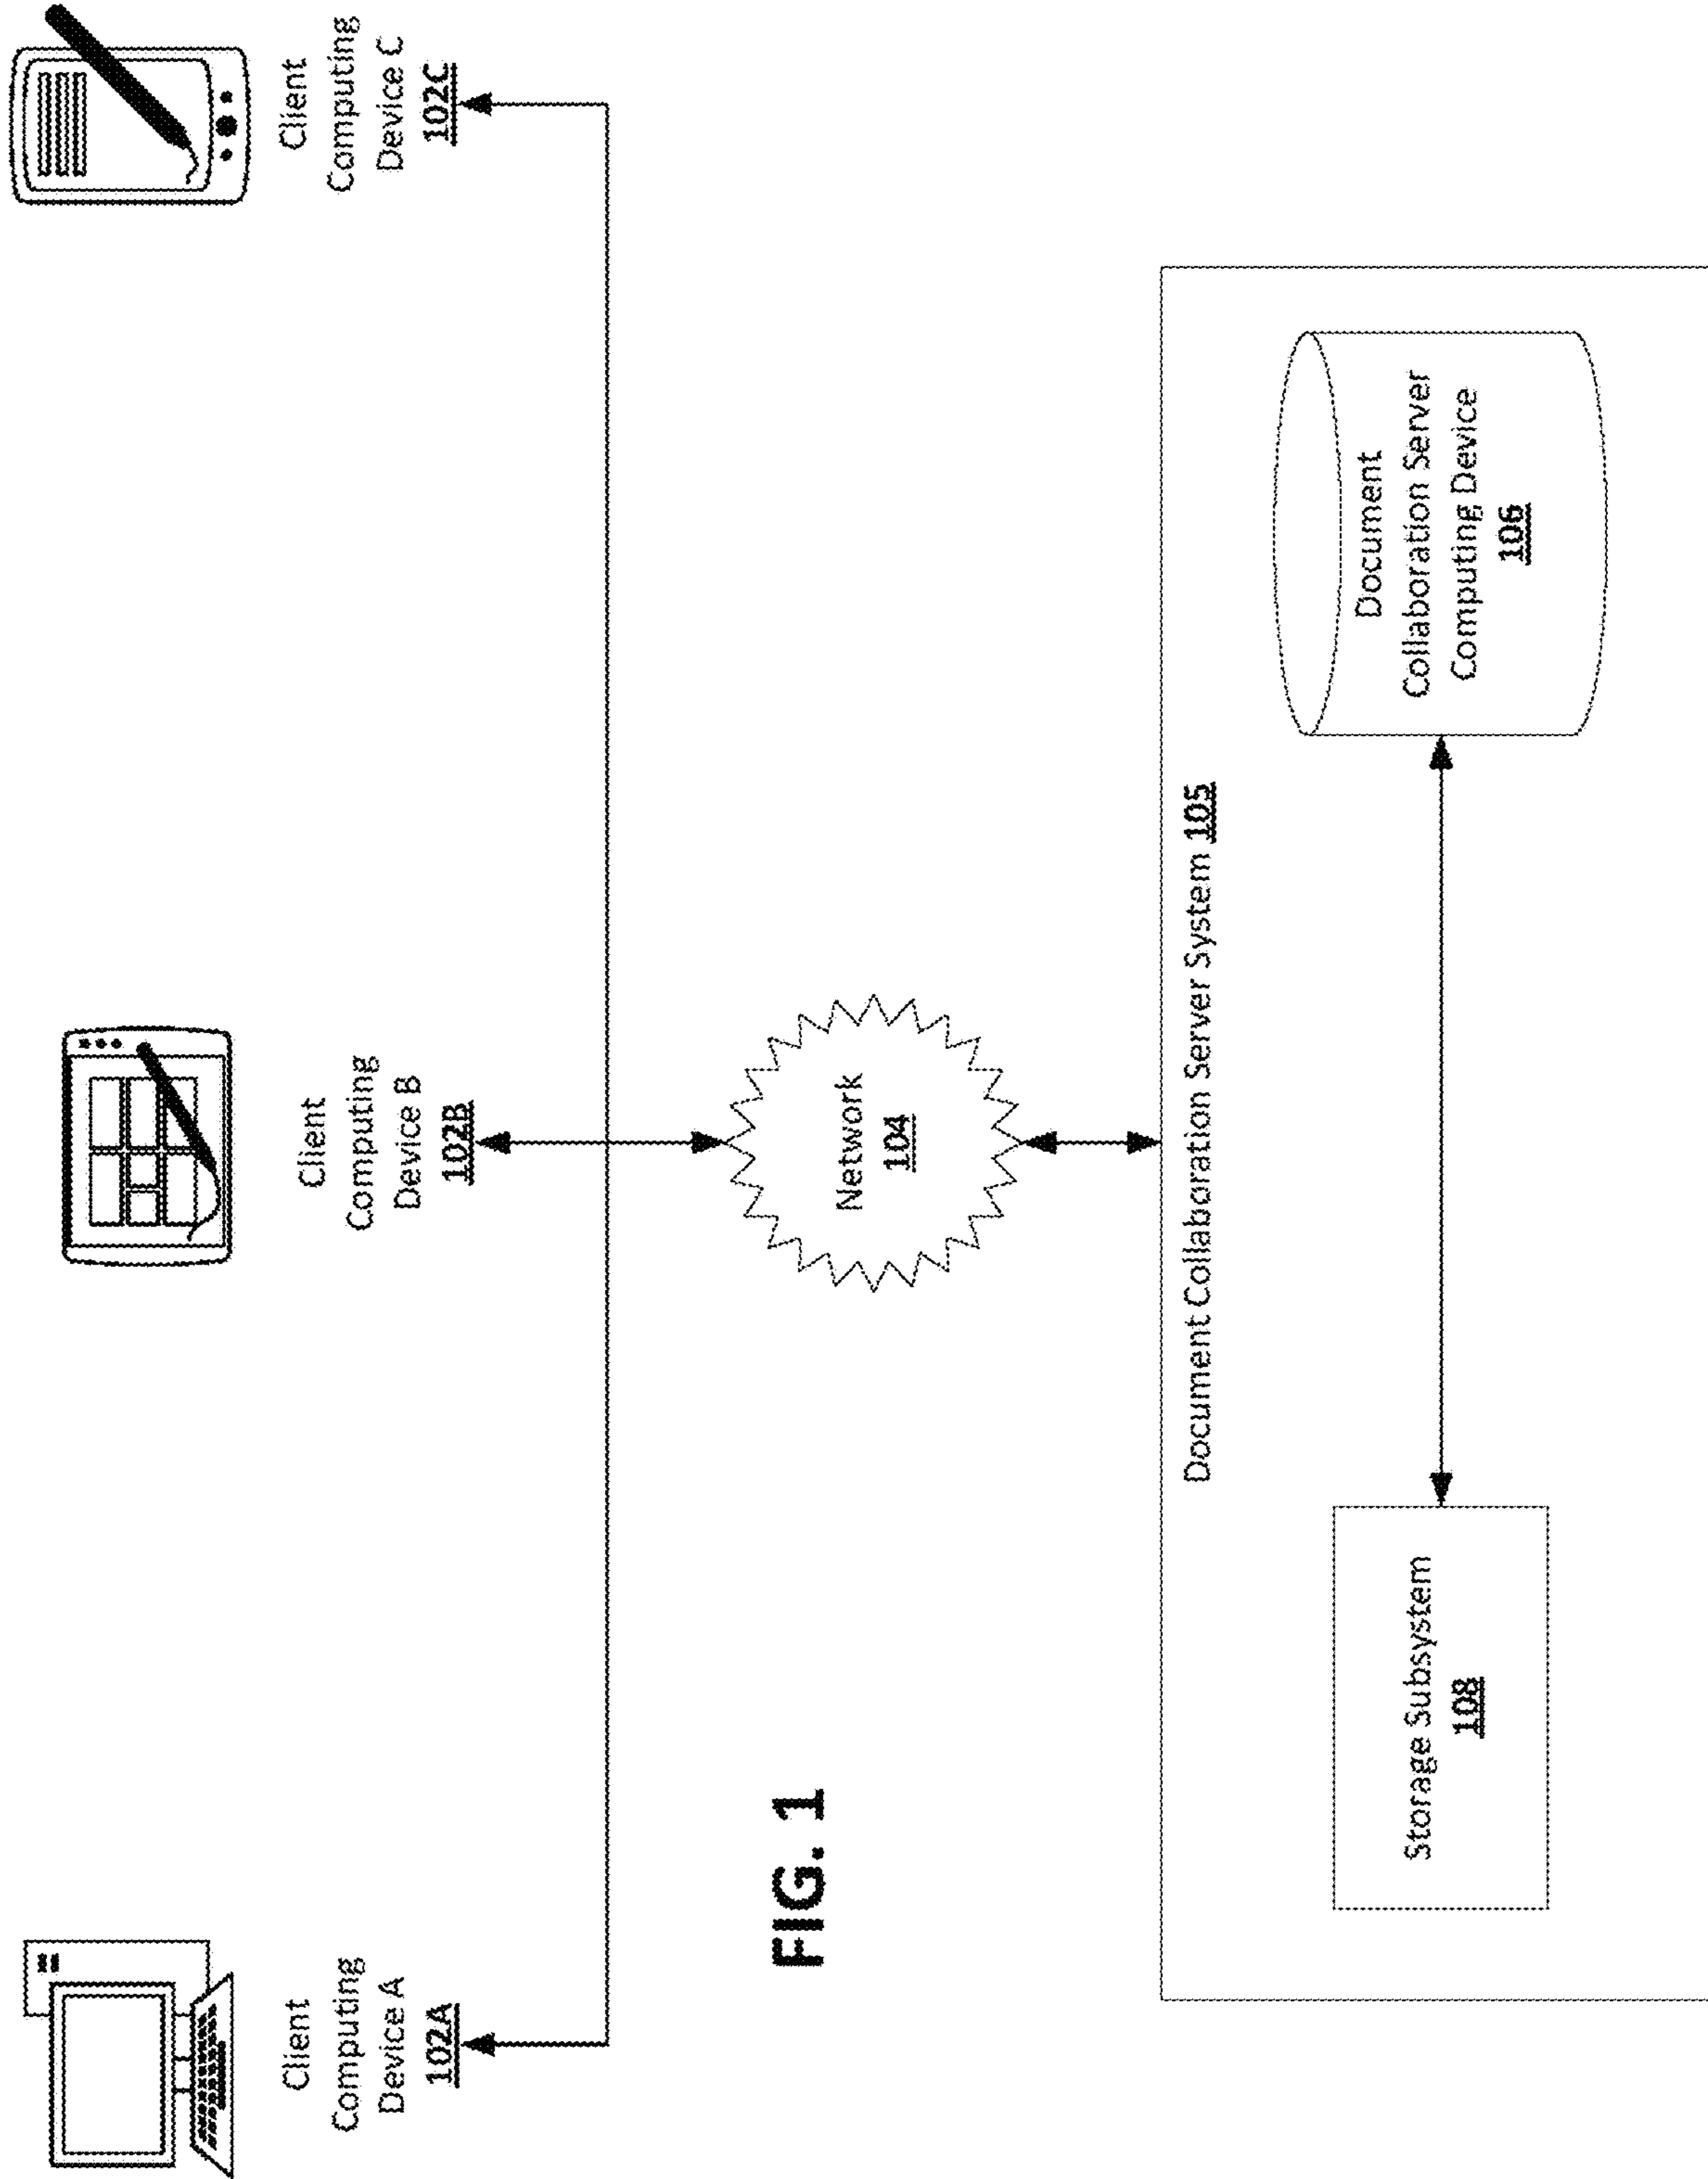 Client
Computing
Device A
102A
Client
Computing
Device B
102B
Client
Computing
Device C
102C
FIG. 1
Network
104
Document Collaboration Server System 105
Storage Subsystem
108
Document
Collaboration Server
Computing Device
106